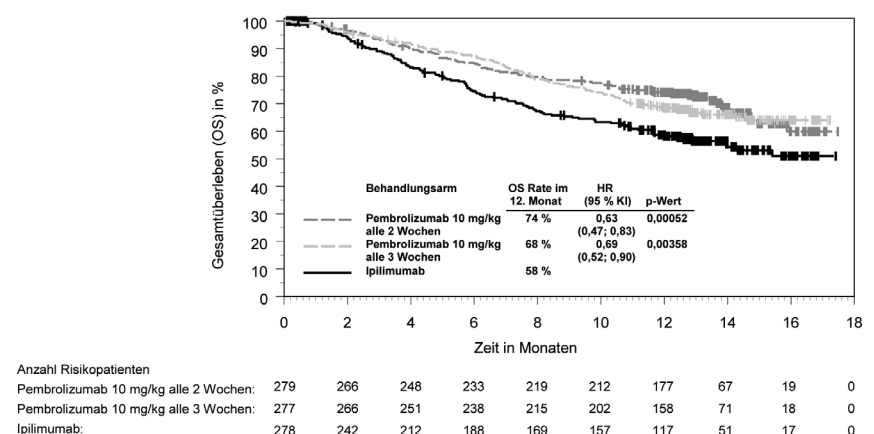 100
90
80
70
60
50
40
30
20
10
0
Gesamtüberleben (OS) in %
Behandlungsarm OS Rate im 12. Monat HR (95 % KI) p-Wert
Pembrolizumab 10 mg/kg alle 2 Wochen 74 % 0,63 (0,47; 0,83) 0,00052
Pembrolizumab 10 mg/kg alle 3 Wochen 68 % 0,69 (0,52; 0,90) 0,00358
Ipilimumab 58 %
0 2 4 6 8 10 12 14 16 18
Zeit in Monaten
Anzahl Risikopatienten
Pembrolizumab 10 mg/kg alle 2 Wochen: 279 266 248 233 219 212 177 67 19 0
Pembrolizumab 10 mg/kg alle 3 Wochen: 277 266 251 238 215 202 158 71 18 0
Ipilimumab: 278 242 212 188 169 157 117 51 17 0